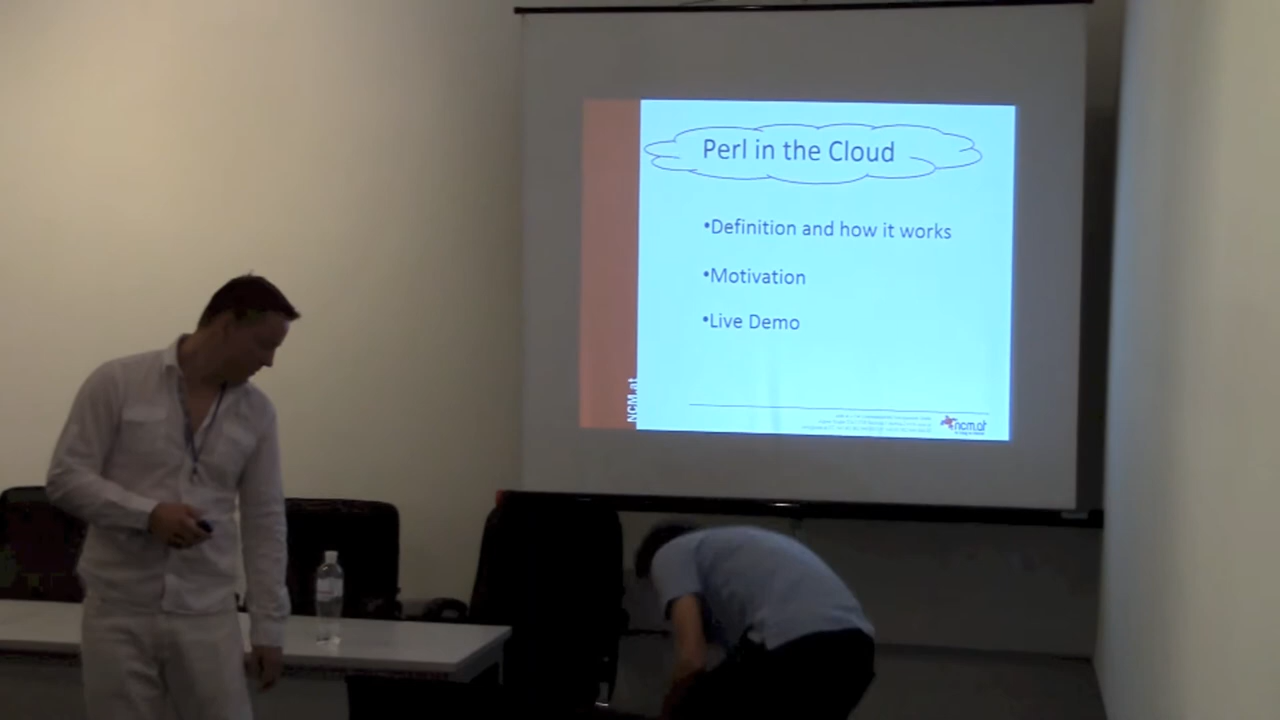 Perl in the Cloud
•Definition and how it works
•Motivation
•Live Demo
NCM.at
ncm.at